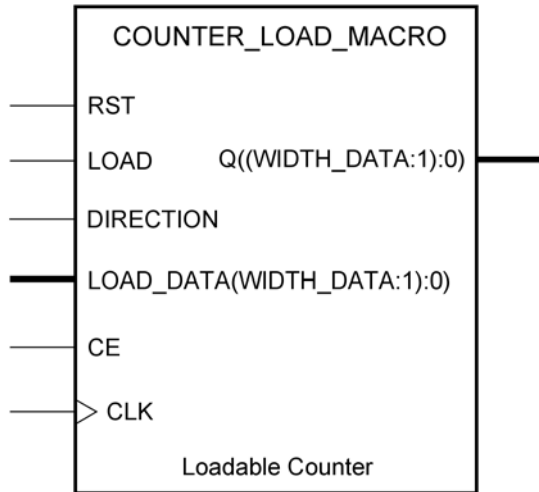 COUNTER_LOAD_MACRO
RST
LOAD
Q((WIDTH_DATA:1):0)
DIRECTION
LOAD_DATA(WIDTH_DATA:1):0)
CE
CLK
Loadable Counter